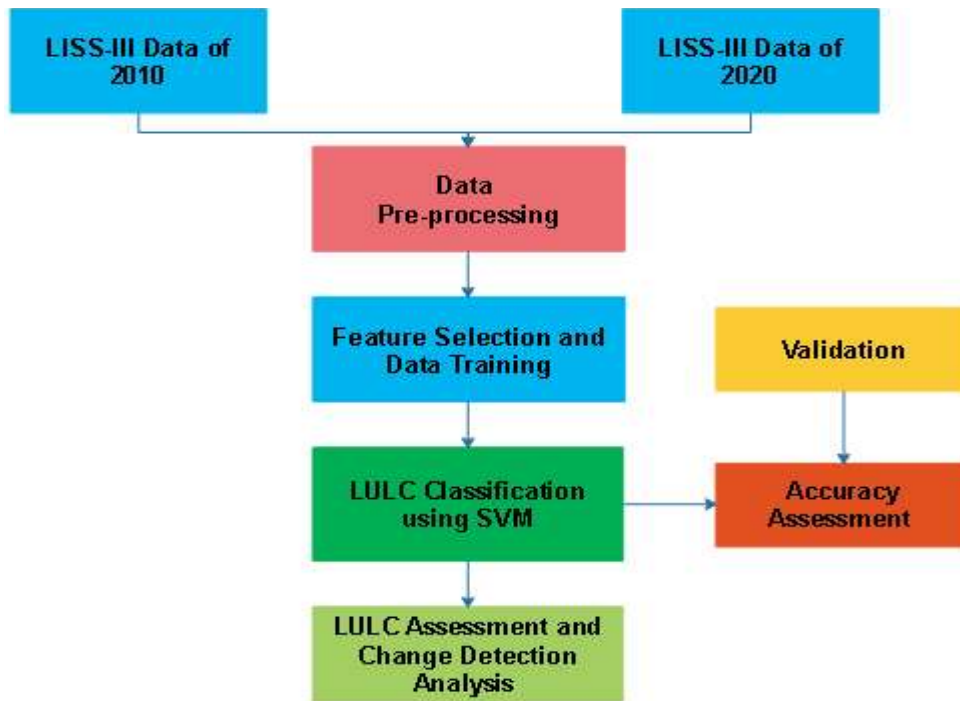 LISS-III Data of
2010
LISS-III Data of
2020
Data
Pre-processing
Feature Selection and
Data Training
Validation
LULC Classification
using SVM
Accuracy
Assessment
LULC Assessment and
Change Detection
Analysis